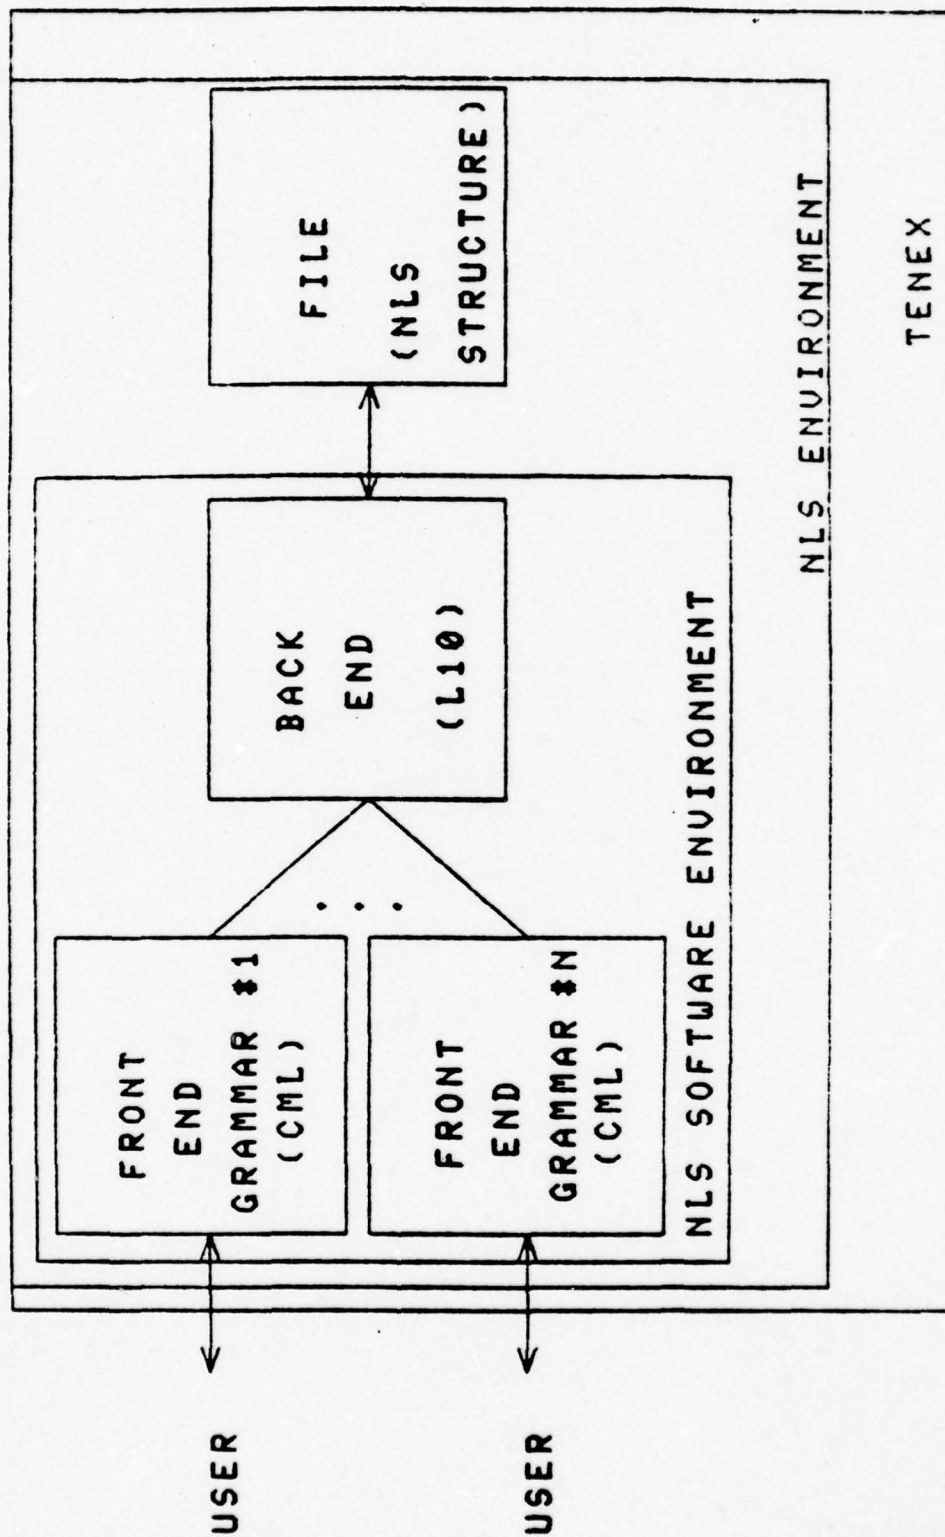 USER
USER
FRONT
END
GRAMMAR #1
(CML)
FRONT
END
GRAMMAR #N
(CML)
BACK
END
(L10)
FILE
(NLS
STRUCTURE)
NLS SOFTWARE ENVIRONMENT
NLS ENVIRONMENT
TENEX